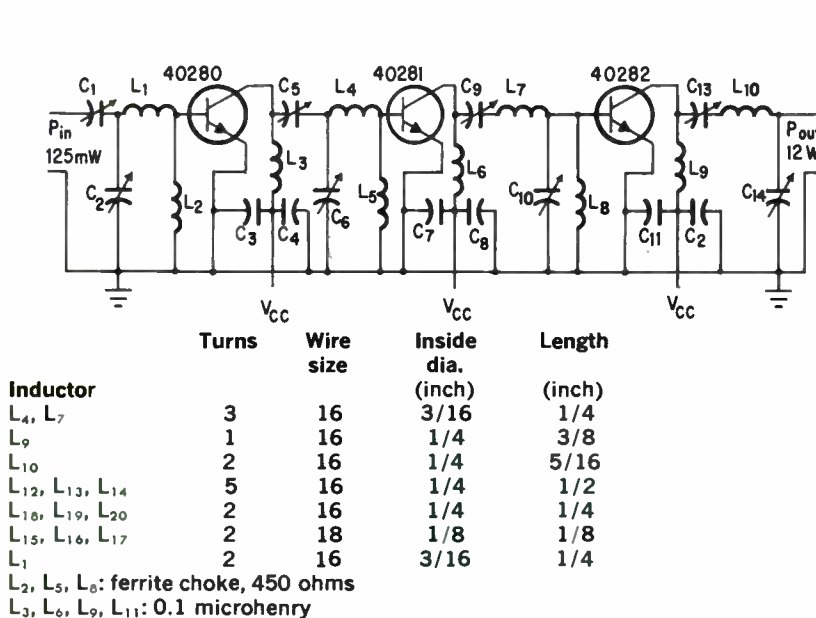 C1 L1 40280 C5 L4 40281 C9 L7 40282 C13 L10
Pin
125mW
Pout
12 W
C2 L2 L3 C3 C4 C6 L5 L6 C7 C8 C10 L8 L9 C11 C2 C14
VCC VCC VCC
Turns Wire size Inside dia. (inch) Length (inch)
Inductor
L4, L7 3 16 3/16 1/4
L9 1 16 1/4 3/8
L10 2 16 1/4 5/16
L12, L13, L14 5 16 1/4 1/2
L18, L19, L20 2 16 1/4 1/4
L15, L16, L17 2 18 1/8 1/8
L1 2 16 3/16 1/4
L2, L5, L8: ferrite choke, 450 ohms
L3, L6, L9, L11: 0.1 microhenry